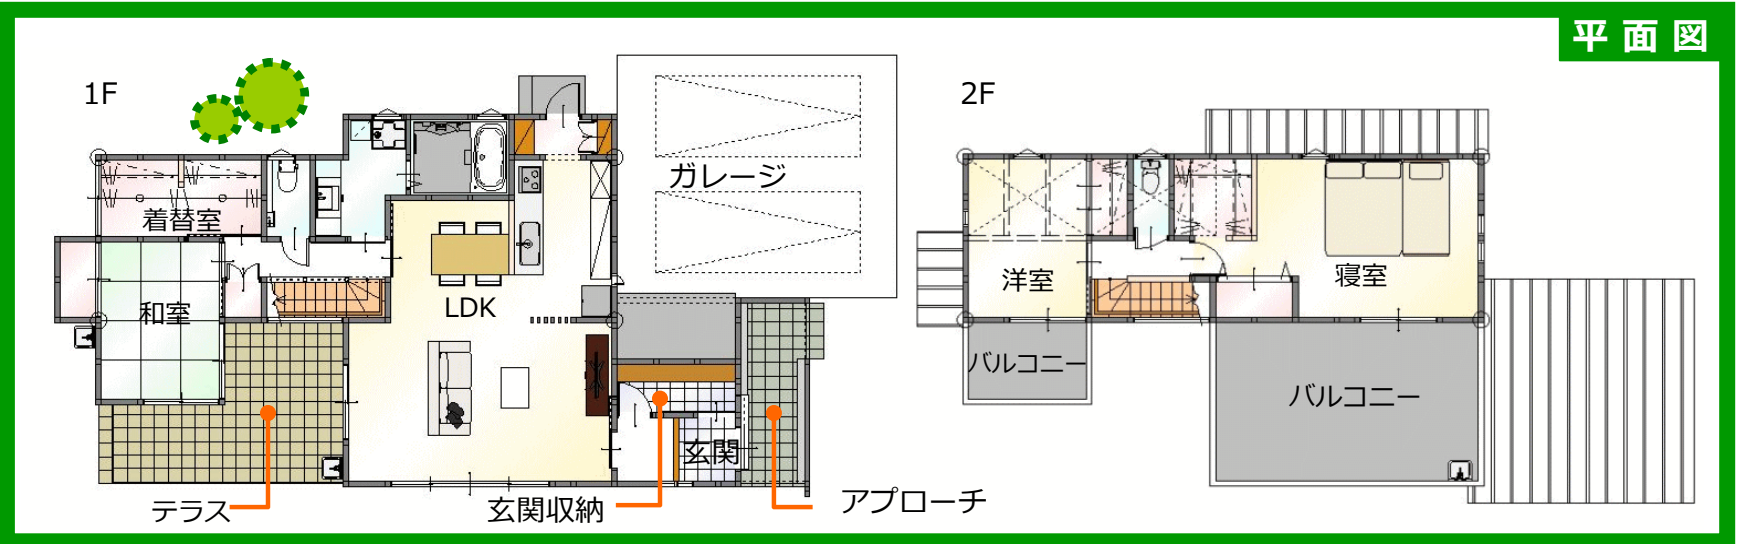 平面図
1F
2F
ガレージ
着替室
和室
LDK
洋室
寝室
バルコニー
バルコニー
玄関
テラス
玄関収納
アプローチ